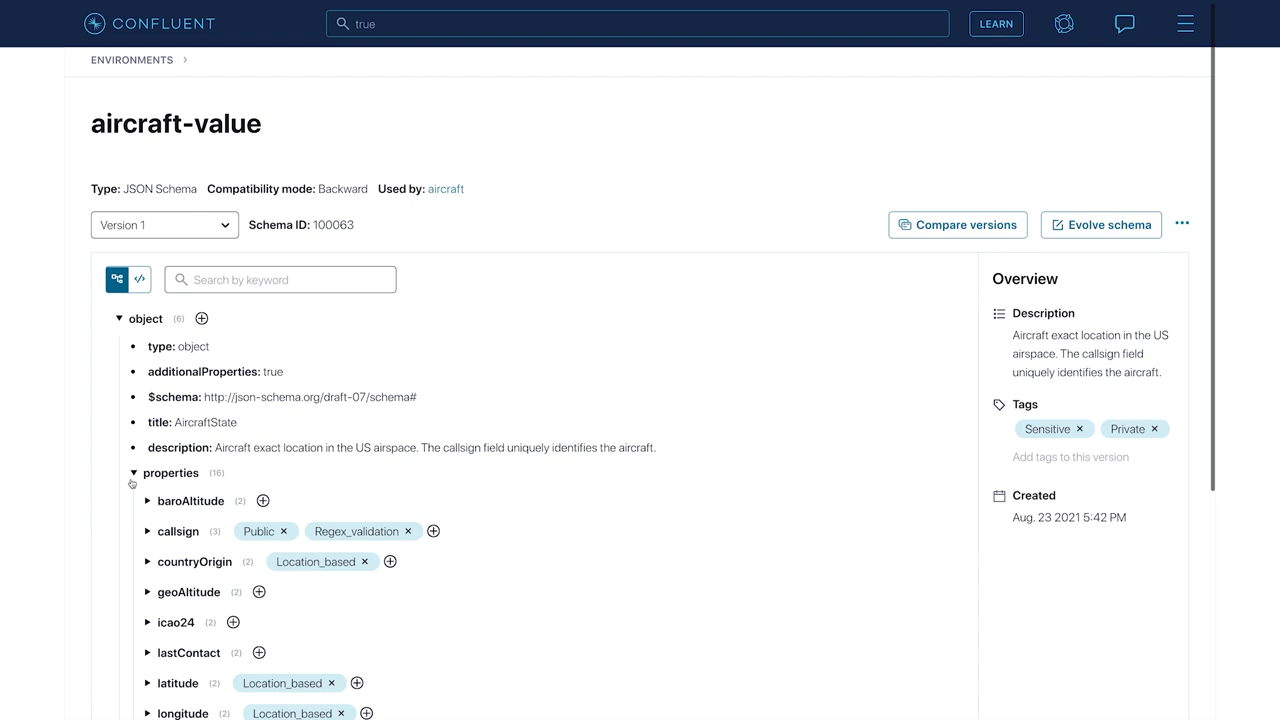 CONFLUENT true LEARN
ENVIRONMENTS >
aircraft-value
Type: JSON Schema Compatibility mode: Backward Used by: aircraft
Version 1 Schema ID: 100063 Compare versions Evolve schema
Search by keyword
object (6)
type: object
additionalProperties: true
$schema: http://json-schema.org/draft-07/schema#
title: AircraftState
description: Aircraft exact location in the US airspace. The callsign field uniquely identifies the aircraft.
properties (16)
baroAltitude (2)
callsign (3) Public × Regex_validation ×
countryOrigin (2) Location_based ×
geoAltitude (2)
icao24 (2)
lastContact (2)
latitude (2) Location_based ×
longitude (2) Location_based ×
Overview
Description
Aircraft exact location in the US
airspace. The callsign field
uniquely identifies the aircraft.
Tags
Sensitive × Private ×
Add tags to this version
Created
Aug. 23 2021 5:42 PM